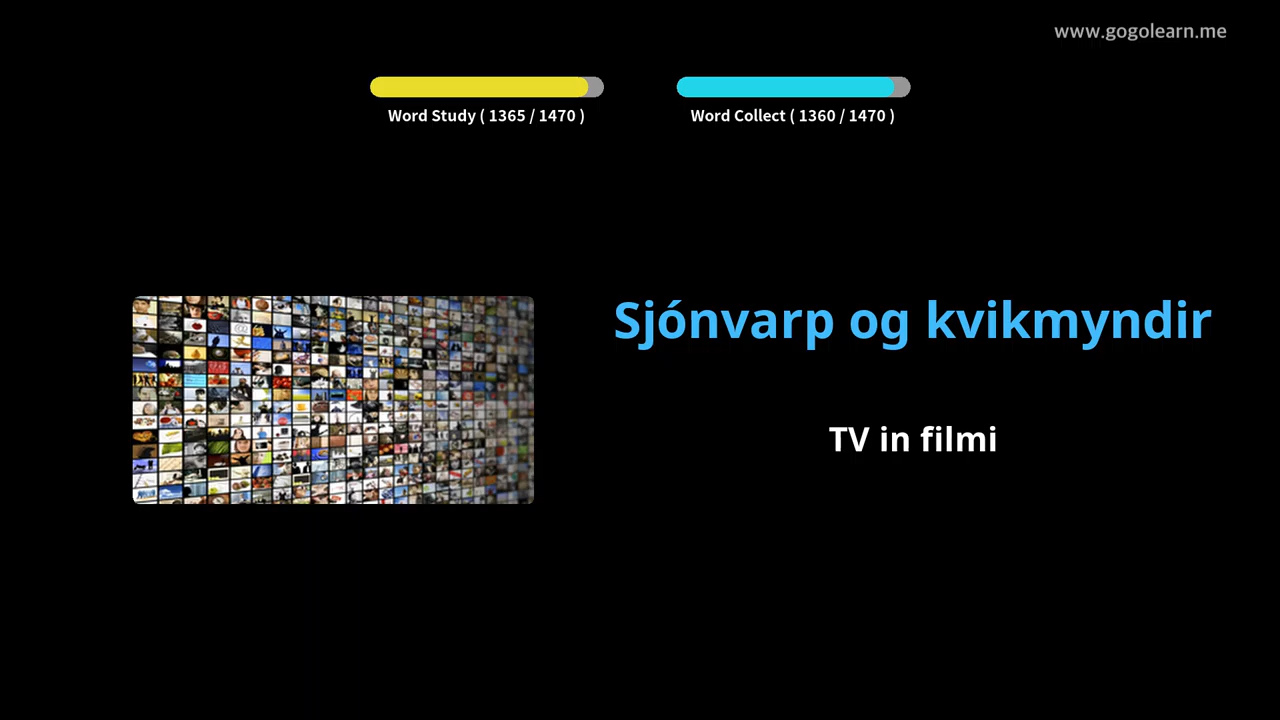 www.gogolearn.me
Word Study ( 1365 / 1470 )
Word Collect ( 1360 / 1470 )
Sjónvarp og kvikmyndir
TV in filmi